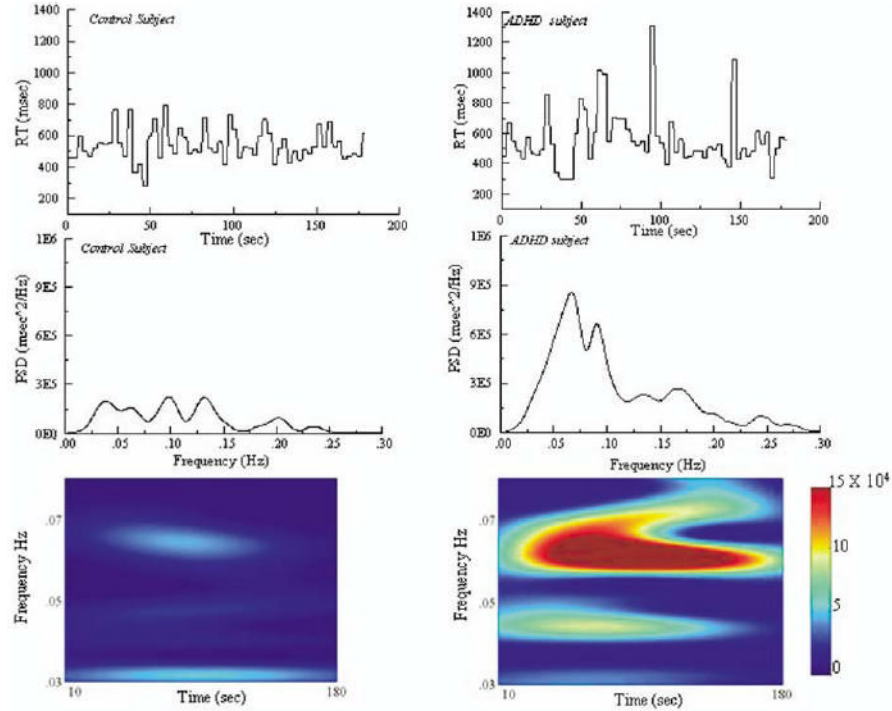 1400
1200
1000
800
600
400
200
RT (msec)
Control Subject
0 50 100 150 200
Time (sec)
1400
1200
1000
800
600
400
200
RT (msec)
ADHD subject
0 50 100 150 200
Time (sec)
1E6
9E5
6E5
3E5
0E0
PSD (msec^2/Hz)
Control Subject
.00 .05 .10 .15 .20 .25 .30
Frequency (Hz)
1E6
9E5
6E5
3E5
0E0
PSD (msec^2/Hz)
ADHD subject
.00 .05 .10 .15 .20 .25 .30
Frequency (Hz)
.07
.05
.03
Frequency Hz
10 180
Time (sec)
.07
.05
.03
Frequency Hz
10 180
Time (sec)
15 X 10⁴
10
5
0